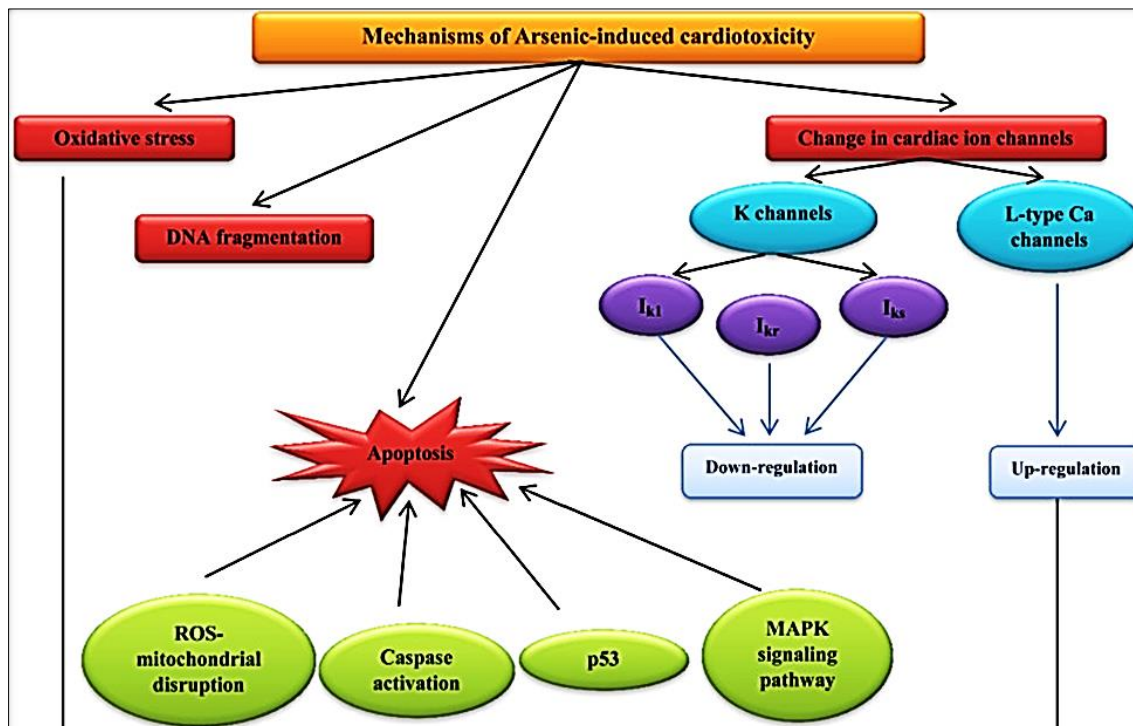 Mechanisms of Arsenic-induced cardiotoxicity
Oxidative stress
Change in cardiac ion channels
DNA fragmentation
K channels
L-type Ca
channels
Ik1
Ikr
Iks
Apoptosis
Down-regulation
Up-regulation
ROS-
mitochondrial
disruption
Caspase
activation
p53
MAPK
signaling
pathway